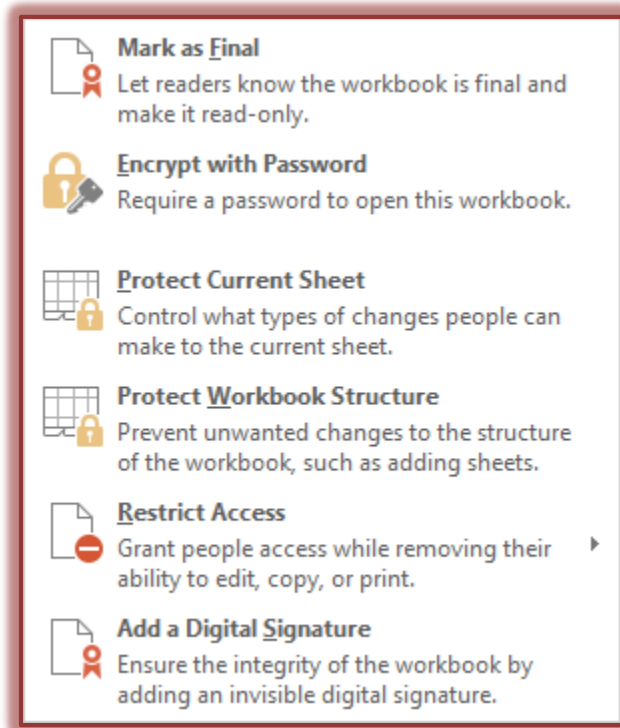 Mark as Final
Let readers know the workbook is final and
make it read-only.
Encrypt with Password
Require a password to open this workbook.
Protect Current Sheet
Control what types of changes people can
make to the current sheet.
Protect Workbook Structure
Prevent unwanted changes to the structure
of the workbook, such as adding sheets.
Restrict Access
Grant people access while removing their
ability to edit, copy, or print.
Add a Digital Signature
Ensure the integrity of the workbook by
adding an invisible digital signature.